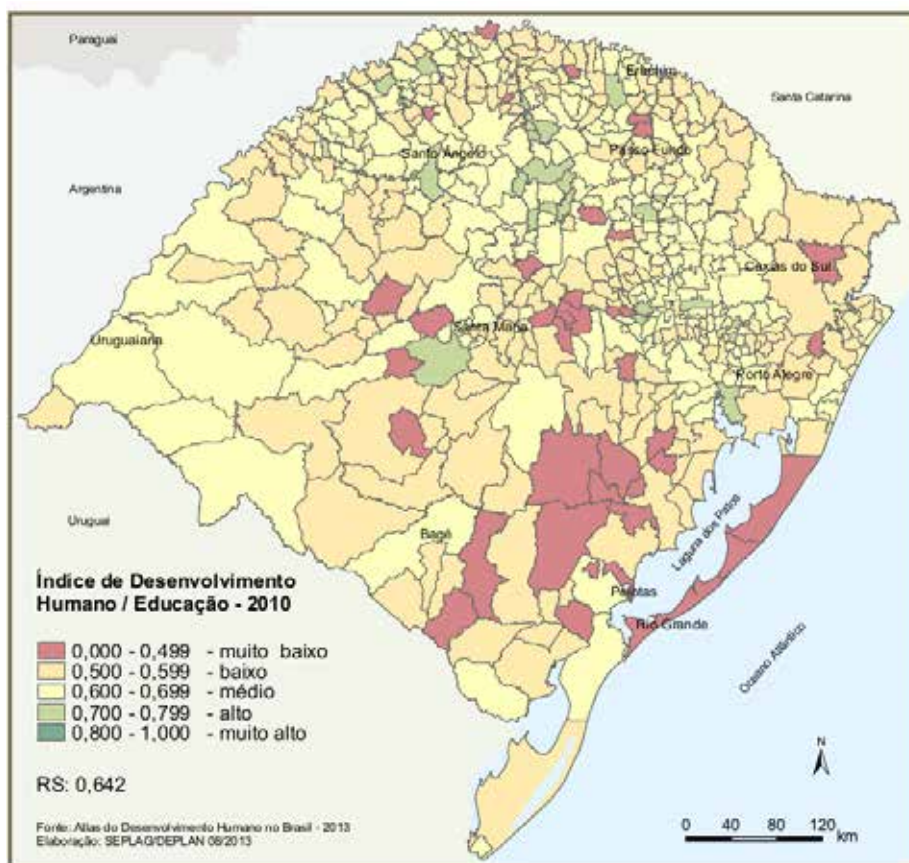 Paraguai
Erechim
Santa Catarina
Santo Ângelo
Passo Fundo
Argentina
Caxias do Sul
Santa Maria
Uruguaiana
Porto Alegre
Uruguai
Bagé
Laguna dos Patos
Pelotas
Rio Grande
Oceano Atlântico
Índice de Desenvolvimento
Humano / Educação - 2010
0,000 - 0,499 - muito baixo
0,500 - 0,599 - baixo
0,600 - 0,699 - médio
0,700 - 0,799 - alto
0,800 - 1,000 - muito alto
RS: 0,642
Fonte: Atlas do Desenvolvimento Humano no Brasil - 2013
Elaboração: SEPLAG/DEPLAN 08/2013
N
0 40 80 120
km